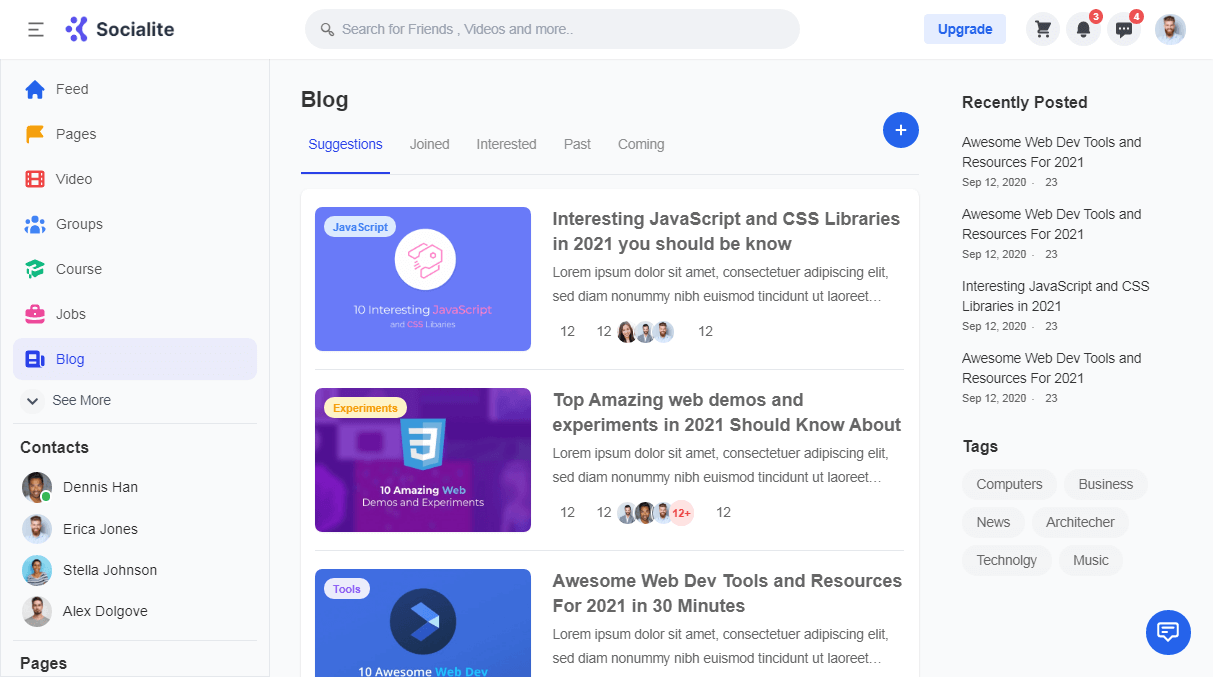 Socialite
Search for Friends , Videos and more..
Upgrade
3
4
Feed
Pages
Video
Groups
Course
Jobs
Blog
See More
Contacts
Dennis Han
Erica Jones
Stella Johnson
Alex Dolgove
Pages
Blog
Suggestions Joined Interested Past Coming
JavaScript
10 Interesting JavaScript
and CSS Libaries
Interesting JavaScript and CSS Libraries
in 2021 you should be know
Lorem ipsum dolor sit amet, consectetuer adipiscing elit,
sed diam nonummy nibh euismod tincidunt ut laoreet…
12 12 12
Experiments
10 Amazing Web
Demos and Experiments
Top Amazing web demos and
experiments in 2021 Should Know About
Lorem ipsum dolor sit amet, consectetuer adipiscing elit,
sed diam nonummy nibh euismod tincidunt ut laoreet…
12 12 12+ 12
Tools
10 Awesome Web Dev
Awesome Web Dev Tools and Resources
For 2021 in 30 Minutes
Lorem ipsum dolor sit amet, consectetuer adipiscing elit,
sed diam nonummy nibh euismod tincidunt ut laoreet…
Recently Posted
Awesome Web Dev Tools and
Resources For 2021
Sep 12, 2020 · 23
Awesome Web Dev Tools and
Resources For 2021
Sep 12, 2020 · 23
Interesting JavaScript and CSS
Libraries in 2021
Sep 12, 2020 · 23
Awesome Web Dev Tools and
Resources For 2021
Sep 12, 2020 · 23
Tags
Computers Business
News Architecher
Technolgy Music